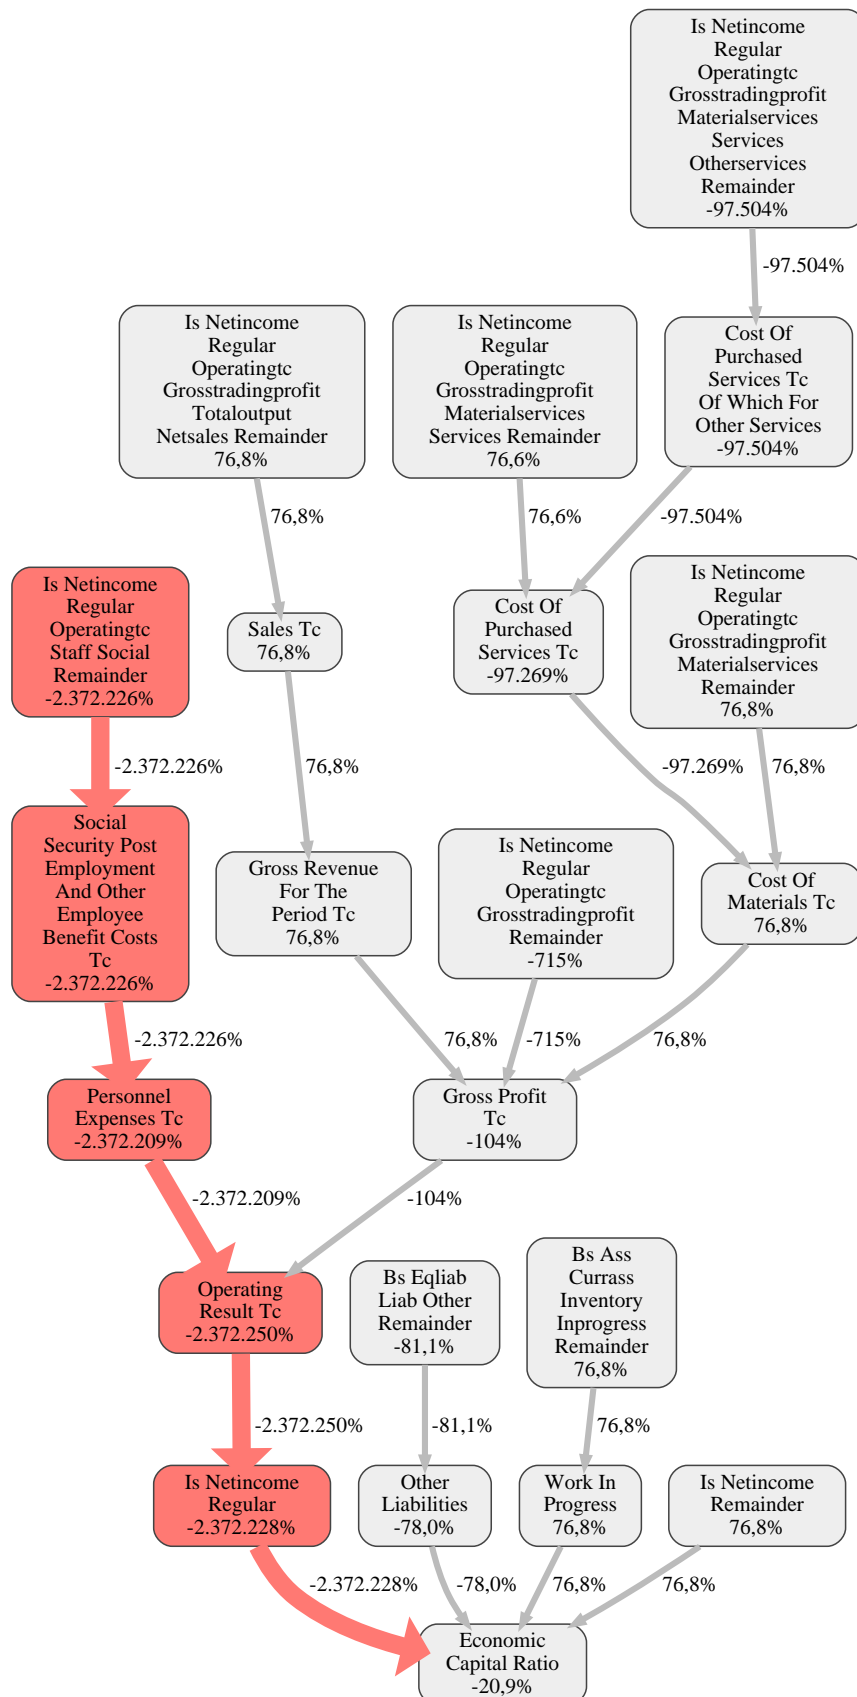 Is Netincome
Regular
Operatingtc
Grosstradingprofit
Materialservices
Services
Otherservices
Remainder
-97.504%
-97.504%
Is Netincome
Regular
Operatingtc
Grosstradingprofit
Totaloutput
Netsales Remainder
76,8%
Is Netincome
Regular
Operatingtc
Grosstradingprofit
Materialservices
Services Remainder
76,6%
Cost Of
Purchased
Services Tc
Of Which For
Other Services
-97.504%
76,8%
76,6%
-97.504%
Is Netincome
Regular
Operatingtc
Staff Social
Remainder
-2.372.226%
Sales Tc
76,8%
Cost Of
Purchased
Services Tc
-97.269%
Is Netincome
Regular
Operatingtc
Grosstradingprofit
Materialservices
Remainder
76,8%
-2.372.226%
76,8%
-97.269%
76,8%
Social
Security Post
Employment
And Other
Employee
Benefit Costs
Tc
-2.372.226%
Gross Revenue
For The
Period Tc
76,8%
Is Netincome
Regular
Operatingtc
Grosstradingprofit
Remainder
-715%
Cost Of
Materials Tc
76,8%
-2.372.226%
76,8%
-715%
76,8%
Personnel
Expenses Tc
-2.372.209%
Gross Profit
Tc
-104%
-2.372.209%
-104%
Operating
Result Tc
-2.372.250%
Bs Eqliab
Liab Other
Remainder
-81,1%
Bs Ass
Currass
Inventory
Inprogress
Remainder
76,8%
-2.372.250%
-81,1%
76,8%
Is Netincome
Regular
-2.372.228%
Other
Liabilities
-78,0%
Work In
Progress
76,8%
Is Netincome
Remainder
76,8%
-2.372.228%
-78,0%
76,8%
76,8%
Economic
Capital Ratio
-20,9%